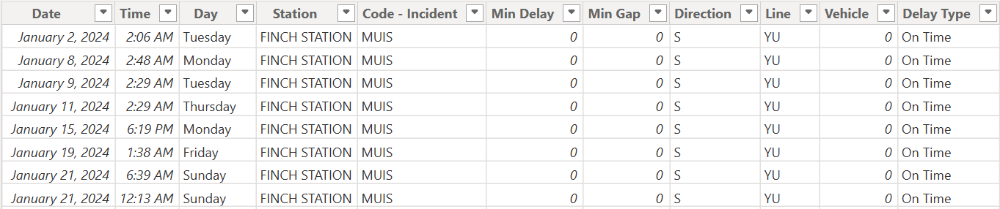 Date Time Day Station Code - Incident Min Delay Min Gap Direction Line Vehicle Delay Type
January 2, 2024 2:06 AM Tuesday FINCH STATION MUIS 0 0 S YU 0 On Time
January 8, 2024 2:48 AM Monday FINCH STATION MUIS 0 0 S YU 0 On Time
January 9, 2024 2:29 AM Tuesday FINCH STATION MUIS 0 0 S YU 0 On Time
January 11, 2024 2:29 AM Thursday FINCH STATION MUIS 0 0 S YU 0 On Time
January 15, 2024 6:19 PM Monday FINCH STATION MUIS 0 0 S YU 0 On Time
January 19, 2024 1:38 AM Friday FINCH STATION MUIS 0 0 S YU 0 On Time
January 21, 2024 6:39 AM Sunday FINCH STATION MUIS 0 0 S YU 0 On Time
January 21, 2024 12:13 AM Sunday FINCH STATION MUIS 0 0 S YU 0 On Time